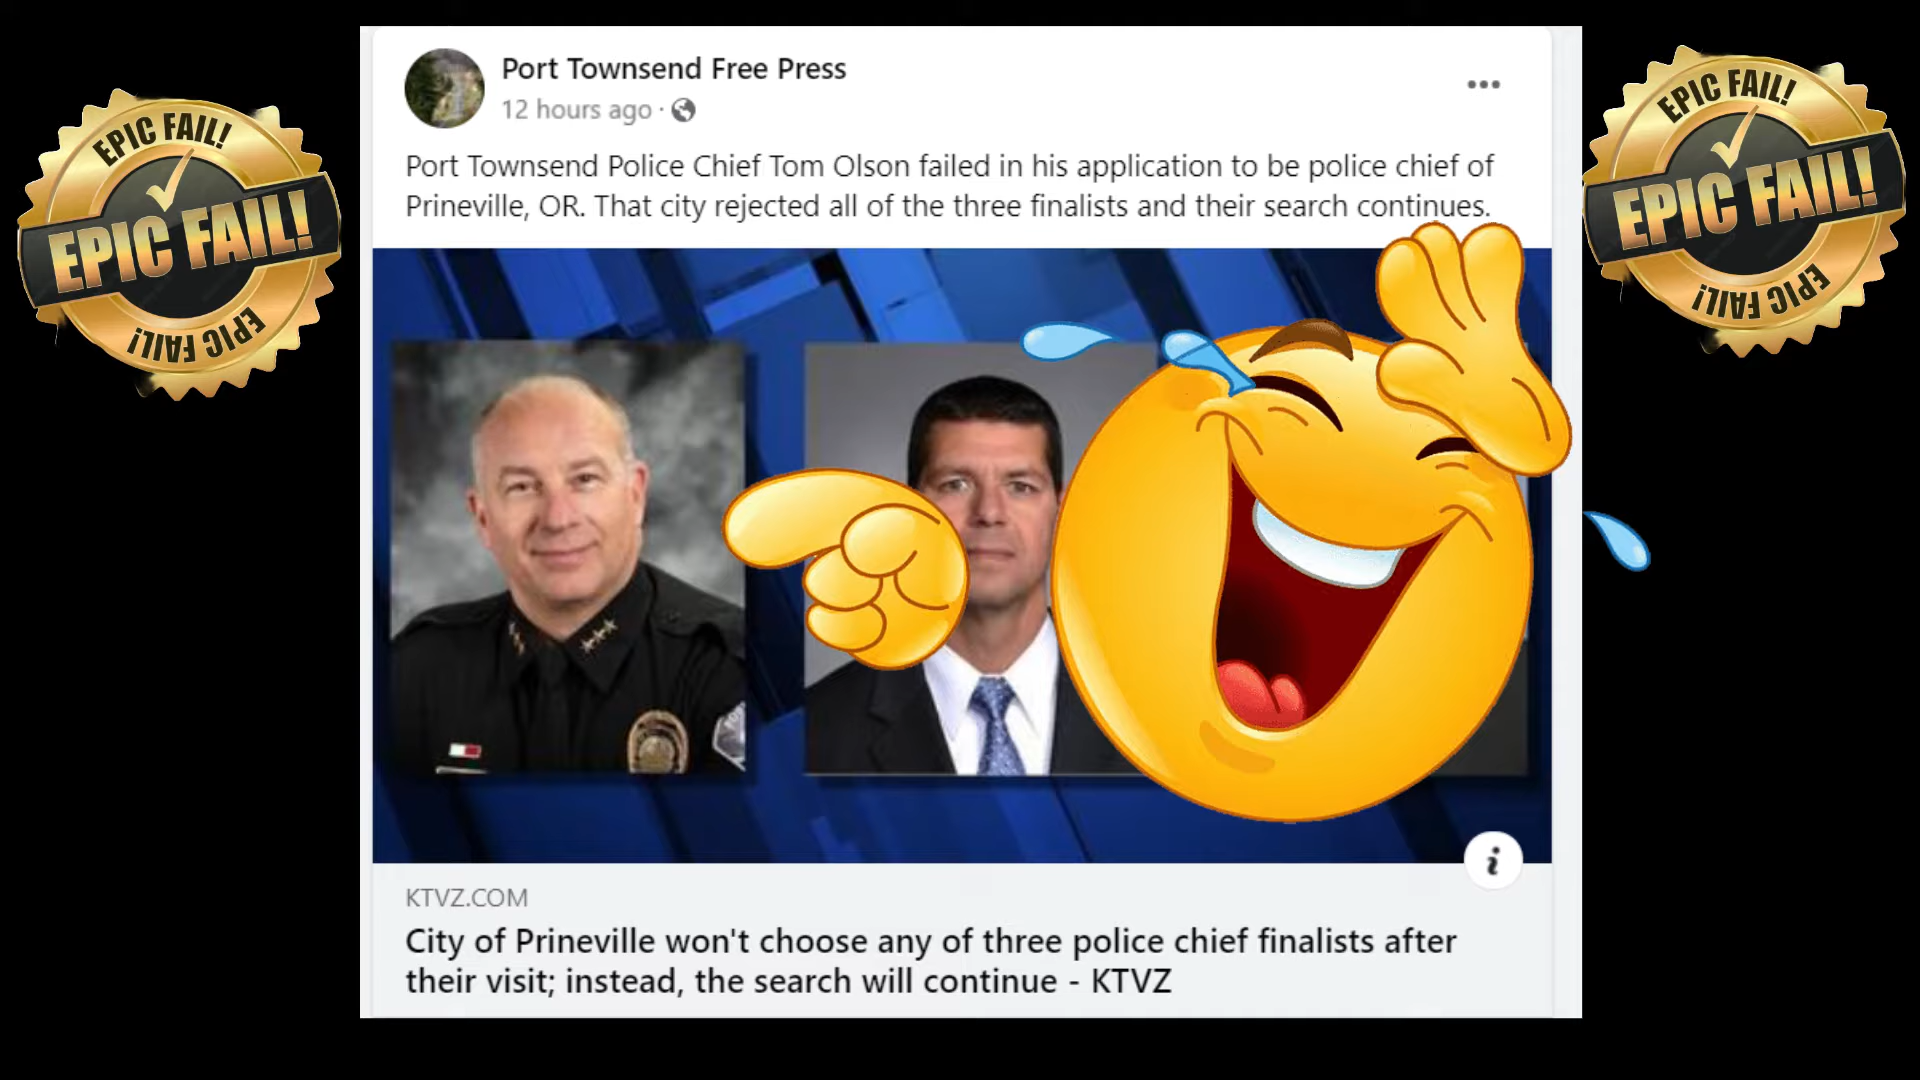 EPIC FAIL!
EPIC FAIL!
EPIC FAIL!
Port Townsend Free Press
12 hours ago ·
Port Townsend Police Chief Tom Olson failed in his application to be police chief of
Prineville, OR. That city rejected all of the three finalists and their search continues.
EPIC FAIL!
EPIC FAIL!
EPIC FAIL!
KTVZ.COM
City of Prineville won't choose any of three police chief finalists after
their visit; instead, the search will continue - KTVZ